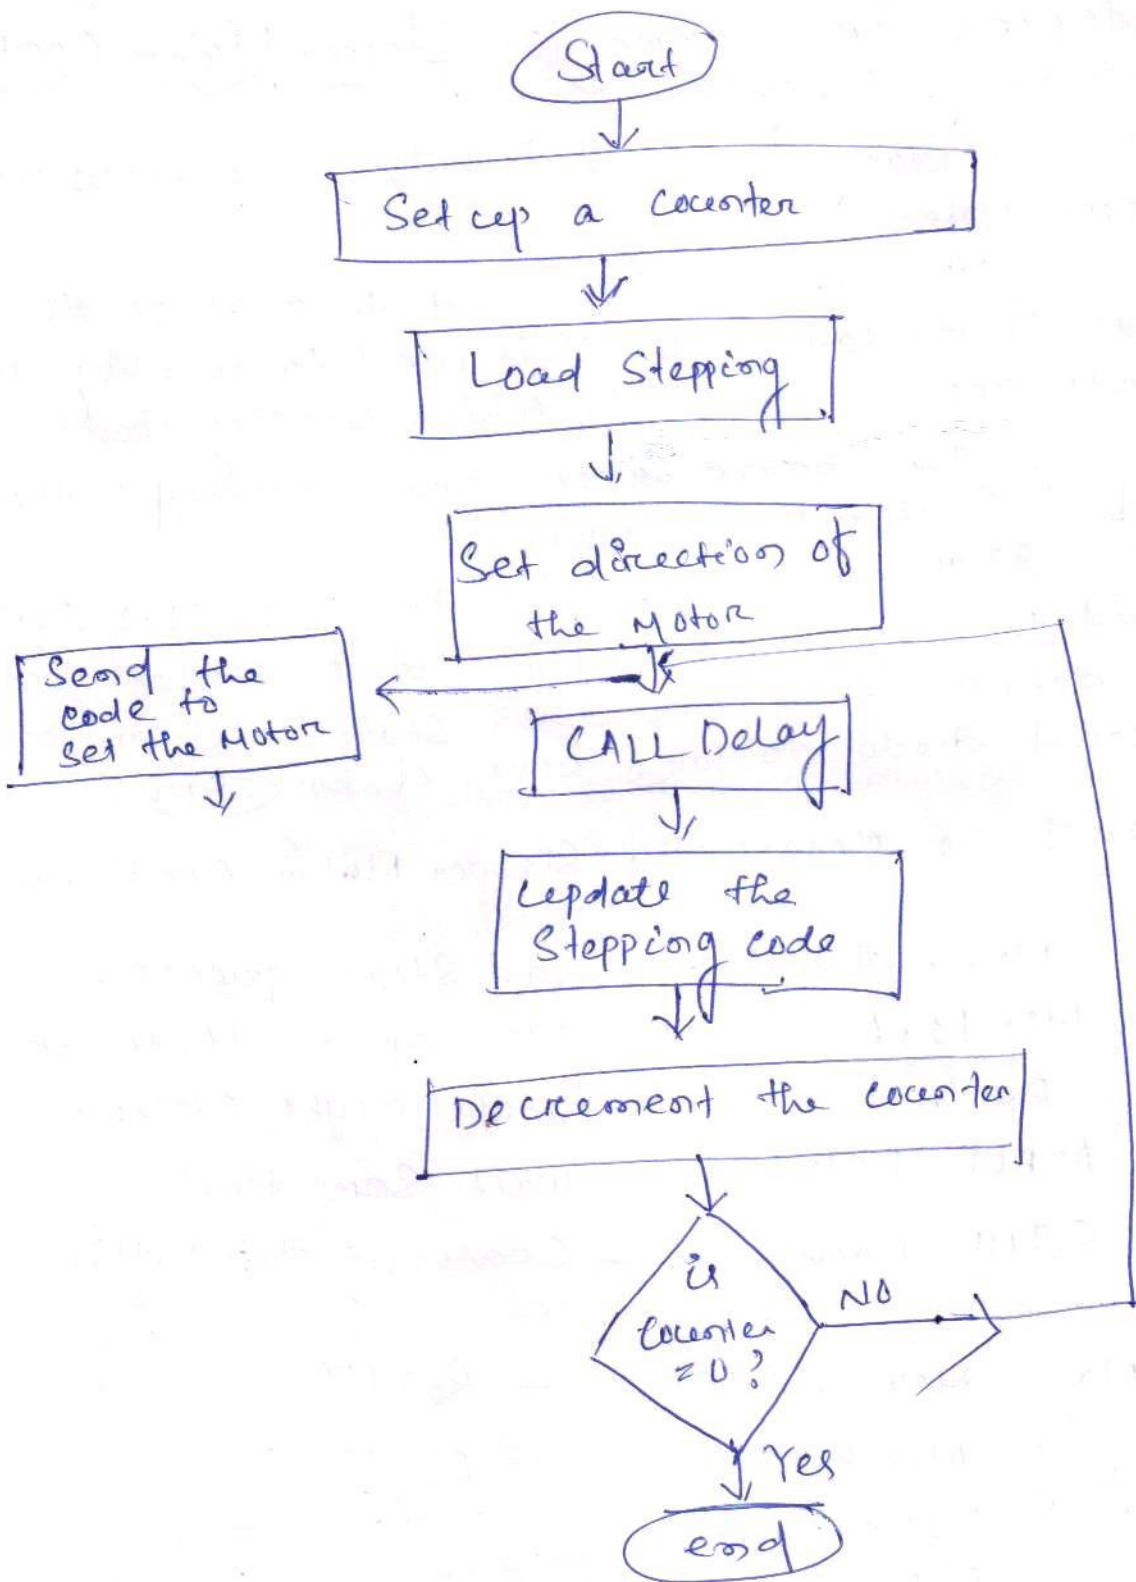 Start
Set up a counter
Load Stepping
Set direction of
the Motor
Send the
code to
Set the Motor
CALL Delay
update the
Stepping code
Decrement the counter
is
Counter
= 0?
NO
Yes
end